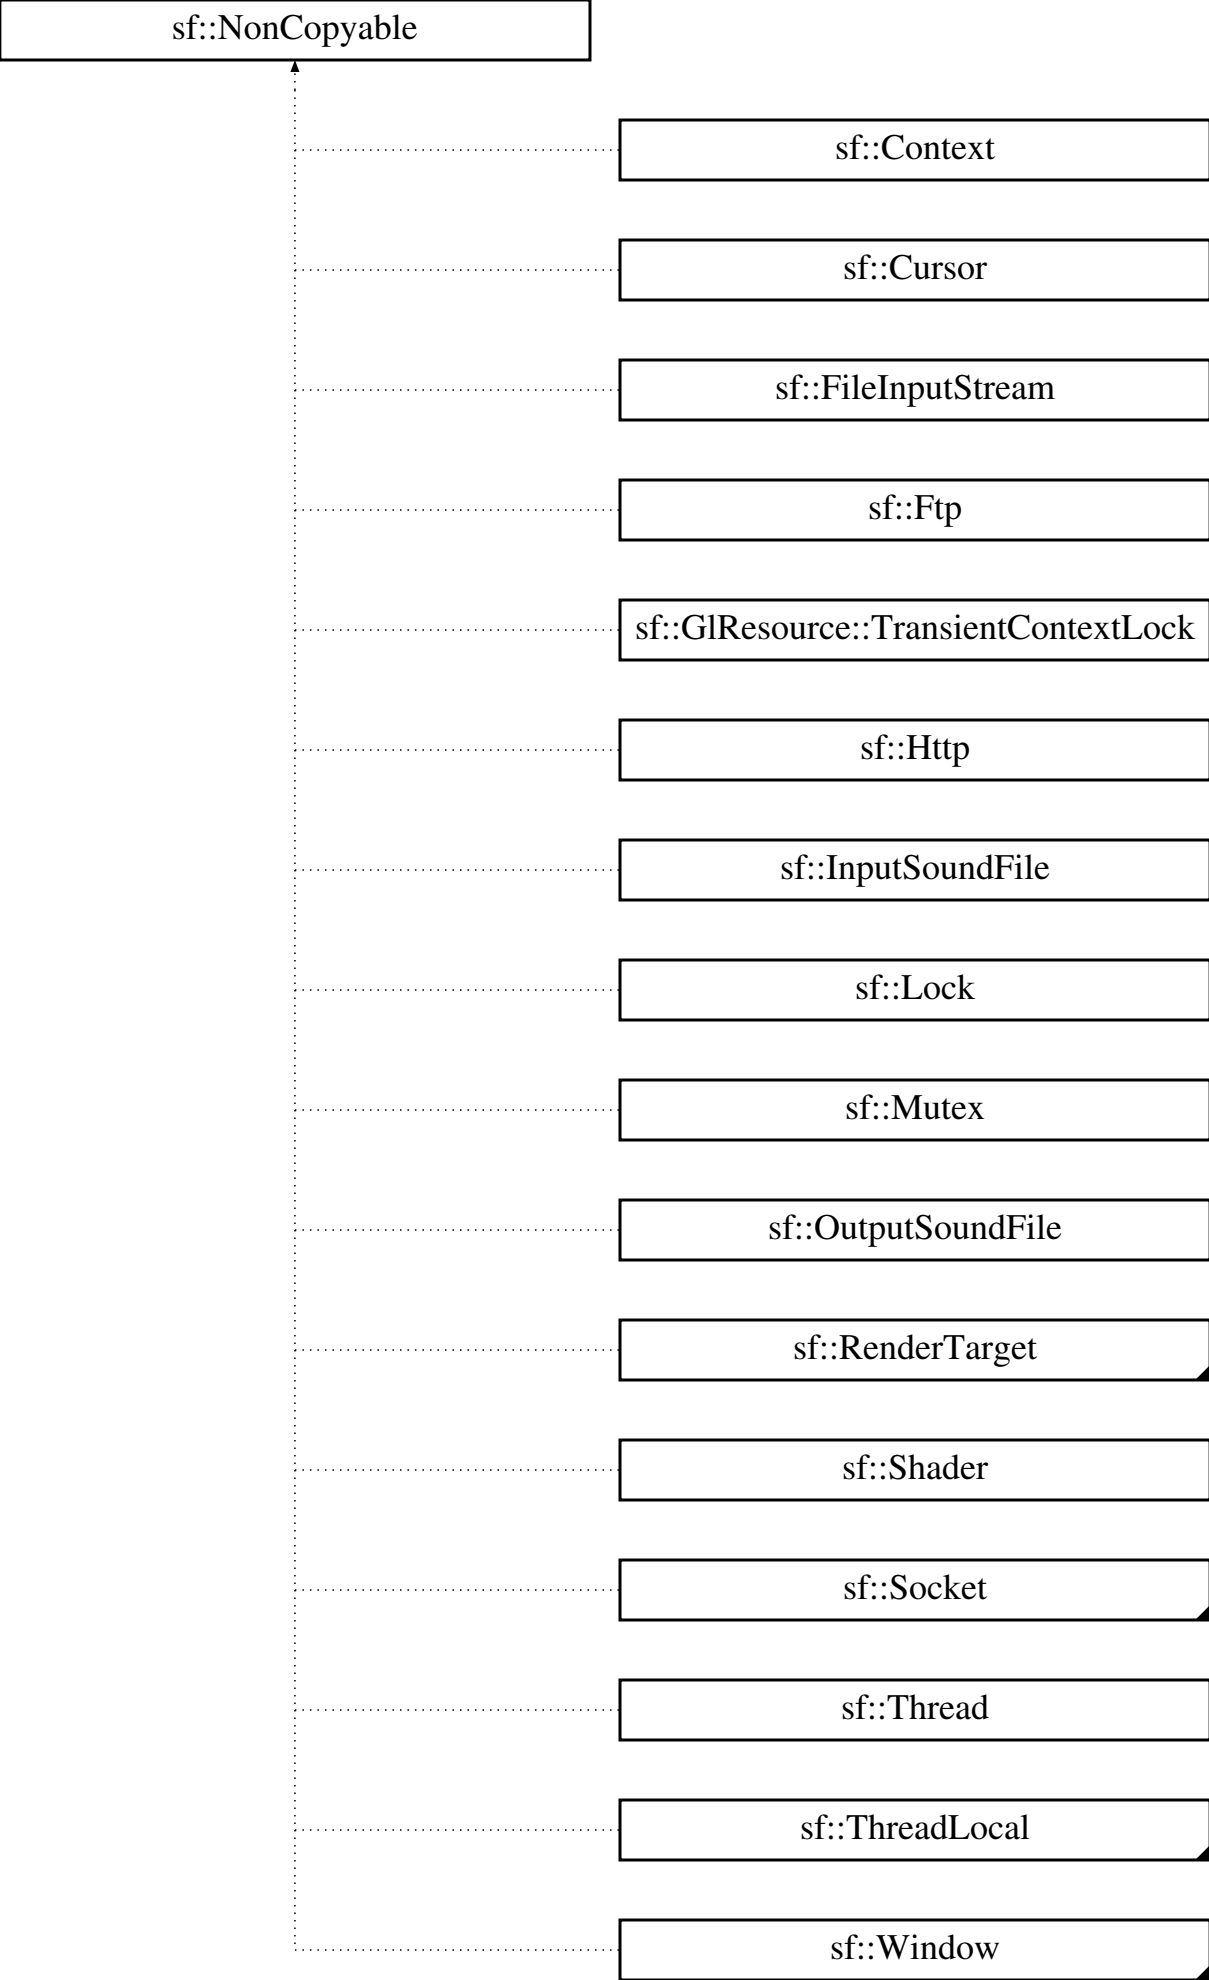 sf::NonCopyable
sf::Context
sf::Cursor
sf::FileInputStream
sf::Ftp
sf::GlResource::TransientContextLock
sf::Http
sf::InputSoundFile
sf::Lock
sf::Mutex
sf::OutputSoundFile
sf::RenderTarget
sf::Shader
sf::Socket
sf::Thread
sf::ThreadLocal
sf::Window